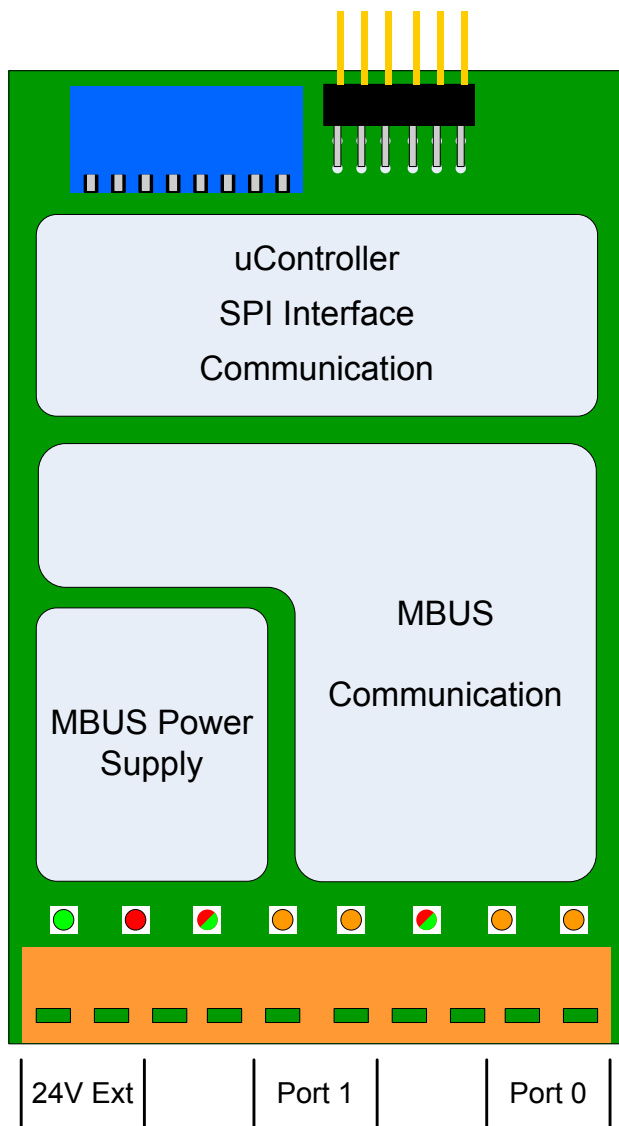 uController
SPI Interface
Communication
MBUS
Communication
MBUS Power
Supply
24V Ext
Port 1
Port 0